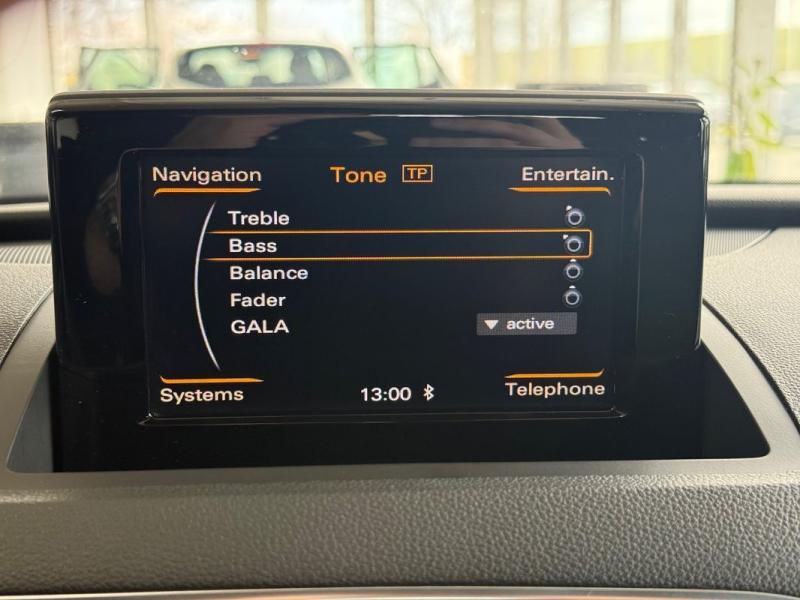 Navigation Tone TP Entertain.
Treble
Bass
Balance
Fader
GALA active
Systems 13:00 Telephone